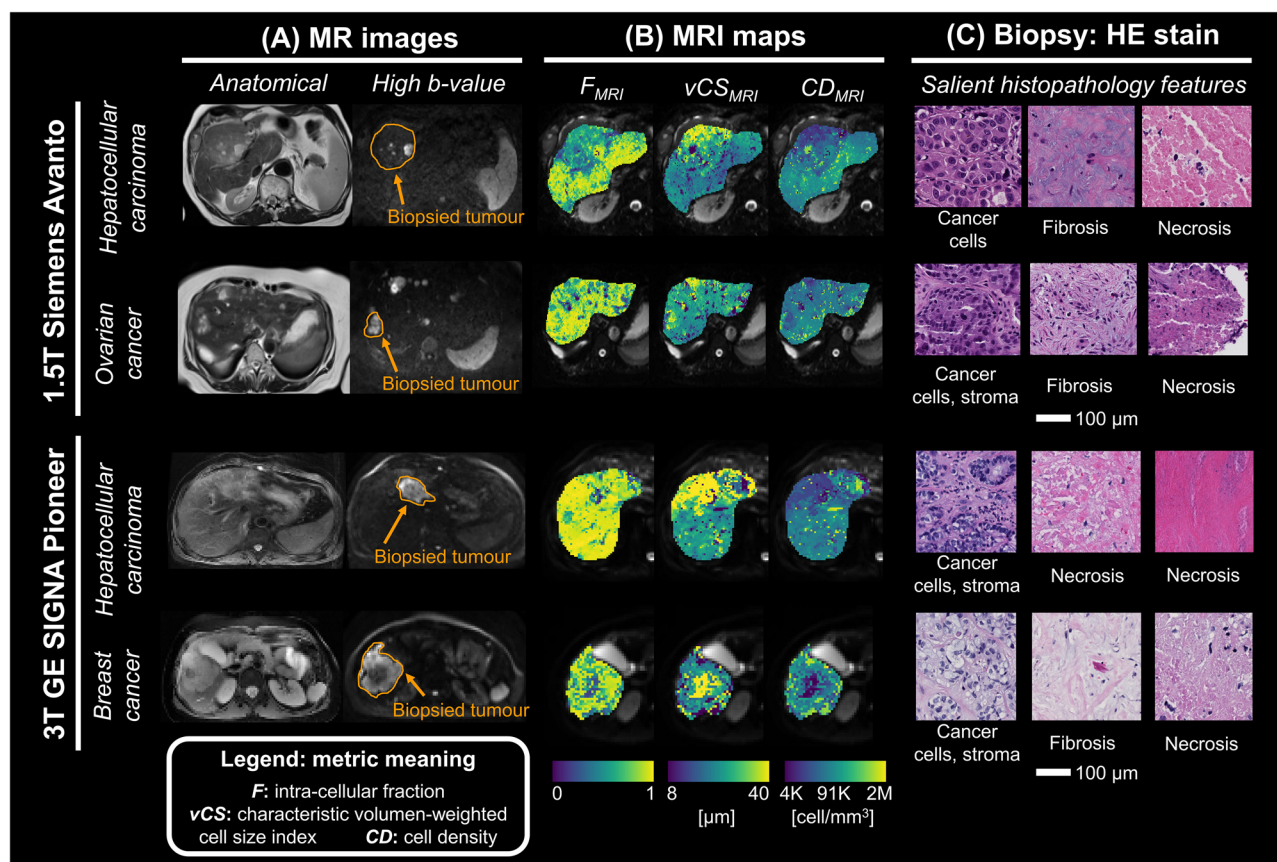 (A) MR images
(B) MRI maps
(C) Biopsy: HE stain
Anatomical
High b-value
F_MRI
vCS_MRI
CD_MRI
Salient histopathology features
1.5T Siemens Avanto
Hepatocellular
carcinoma
Biopsied tumour
Cancer
cells
Fibrosis
Necrosis
Ovarian
cancer
Biopsied tumour
Cancer
cells, stroma
Fibrosis
Necrosis
100 µm
3T GE SIGNA Pioneer
Hepatocellular
carcinoma
Biopsied tumour
Cancer
cells, stroma
Necrosis
Necrosis
Breast
cancer
Biopsied tumour
Cancer
cells, stroma
Fibrosis
Necrosis
100 µm
Legend: metric meaning
F: intra-cellular fraction
vCS: characteristic volumen-weighted
cell size index CD: cell density
0 1
8 40
[µm]
4K 91K 2M
[cell/mm³]